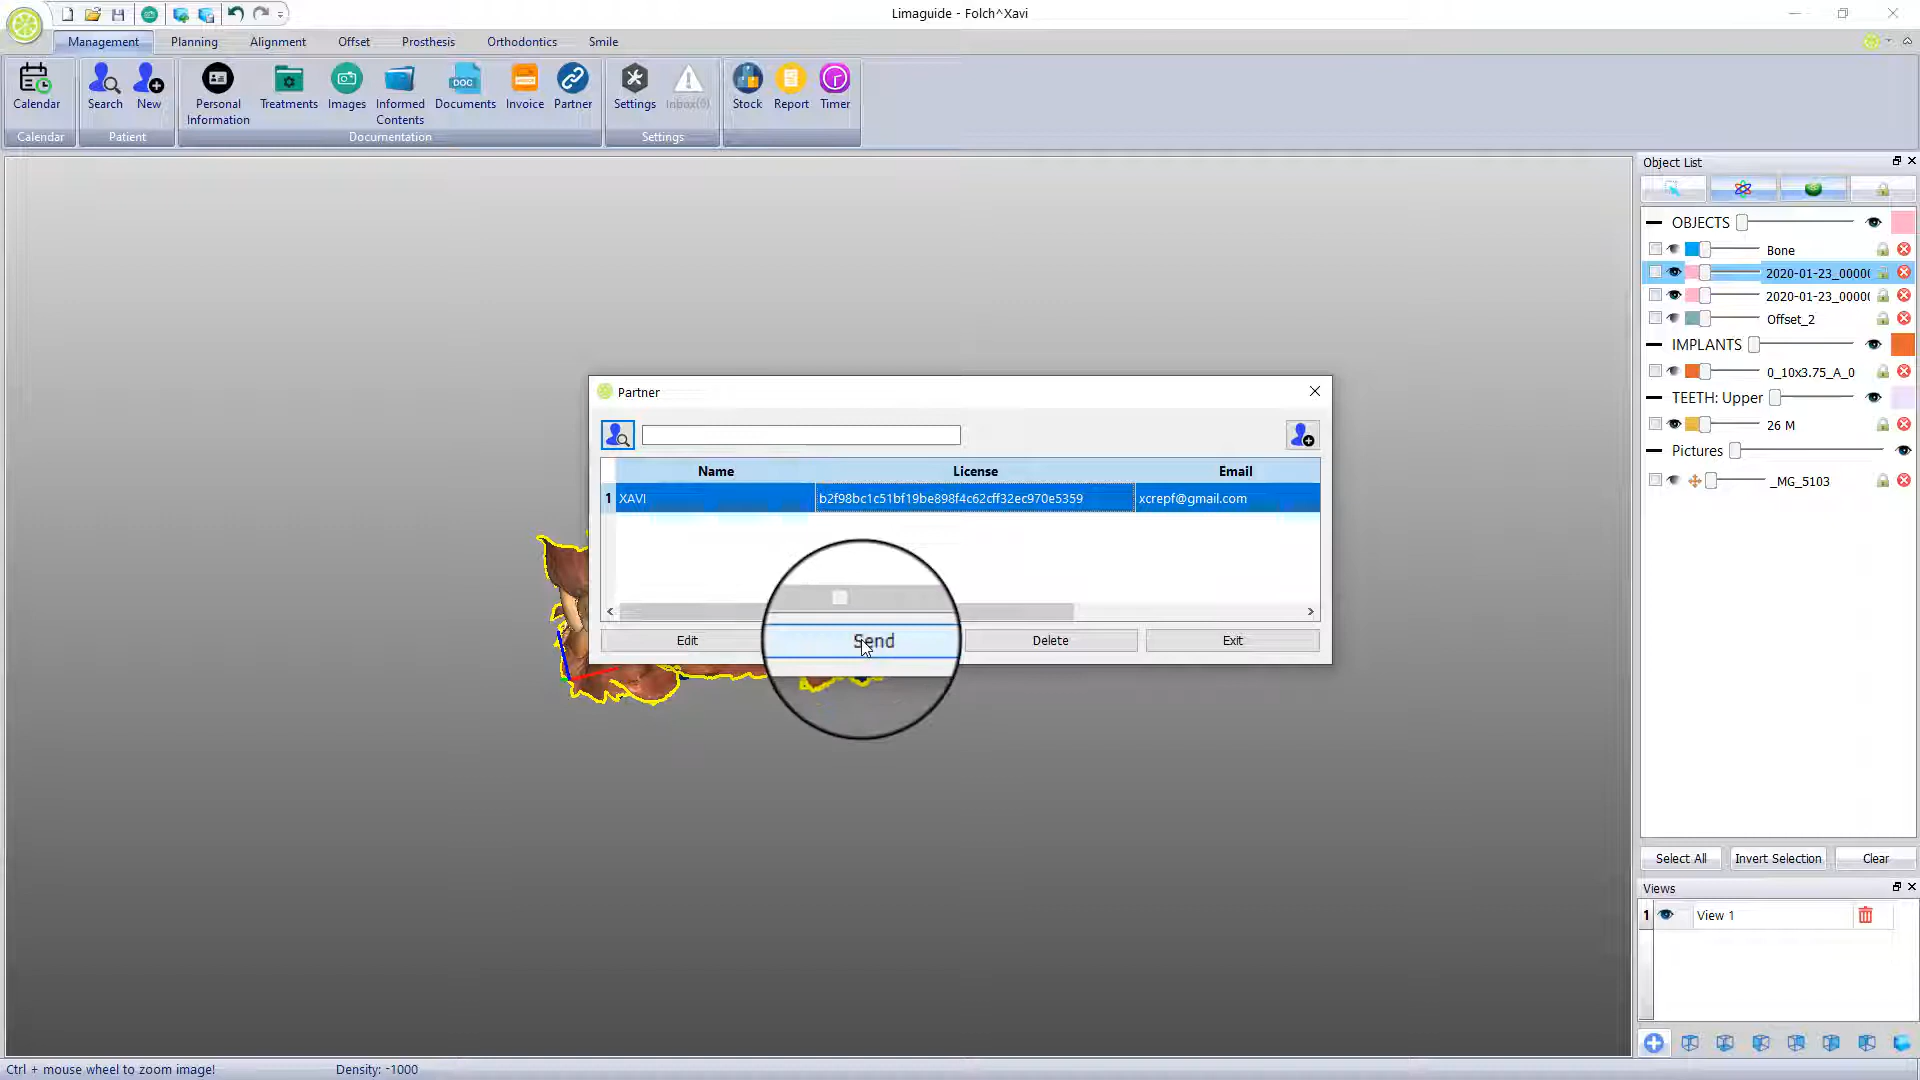 Limaguide - Folch^Xavi
Management
Planning
Alignment
Offset
Prosthesis
Orthodontics
Smile
Calendar
Search
New
Personal
Information
Treatments
Images
Informed
Contents
DOC
Documents
Invoice
Partner
Settings
Inbox(0)
Stock
Report
Timer
Calendar
Patient
Documentation
Settings
Object List
OBJECTS
Bone
2020-01-23_0000(
2020-01-23_0000(
Offset_2
IMPLANTS
0_10x3.75_A_0
TEETH: Upper
26 M
Pictures
_MG_5103
Partner
Name
License
Email
1 XAVI b2f98bc1c51bf19be898f4c62cff32ec970e5359 xcrepf@gmail.com
Edit
Send
Delete
Exit
Select All
Invert Selection
Clear
Views
1
View 1
Ctrl + mouse wheel to zoom image!
Density: -1000